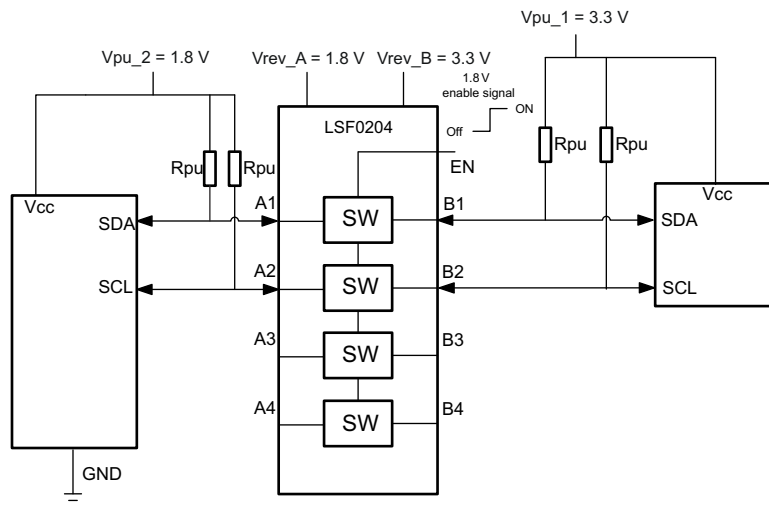 Vpu_1 = 3.3 V
Vpu_2 = 1.8 V
Vrev_A = 1.8 V
Vrev_B = 3.3 V
1.8 V
enable signal
ON
Off
LSF0204
EN
Rpu
Rpu
Rpu
Rpu
Vcc
Vcc
SDA
A1
SW
B1
SDA
SCL
A2
SW
B2
SCL
A3
SW
B3
A4
SW
B4
GND